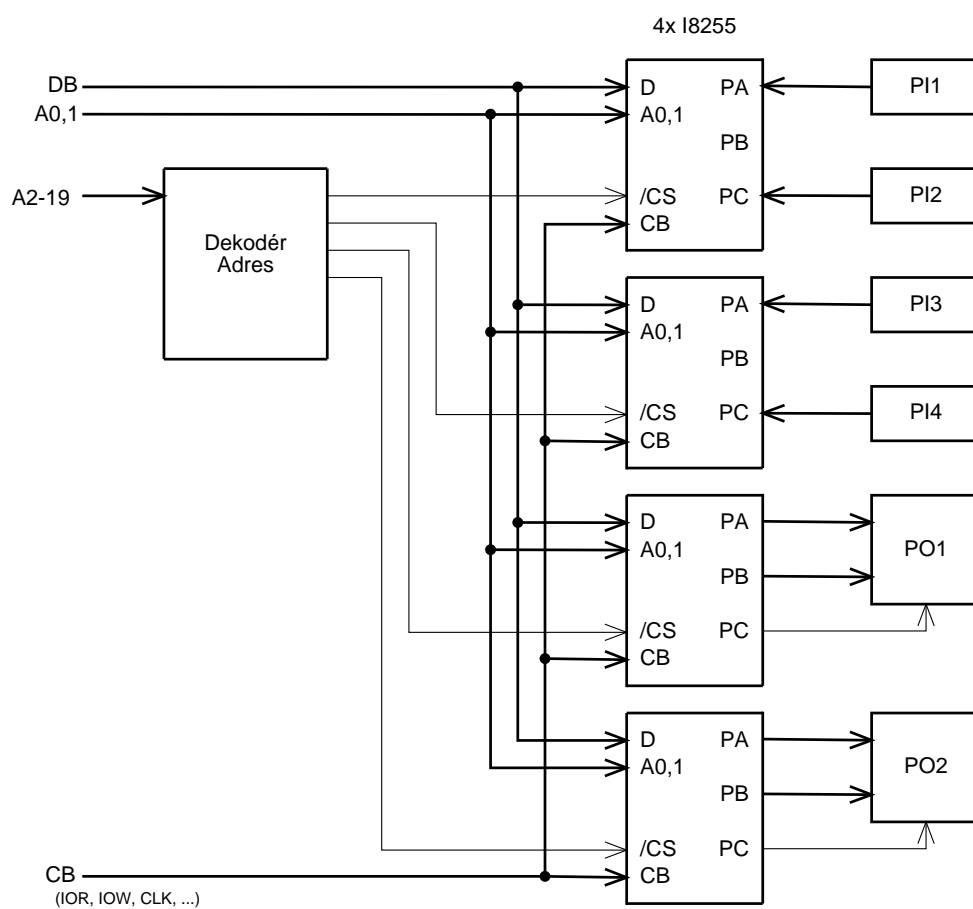 4x I8255
DB
D
PA
PI1
A0,1
A0,1
PB
A2-19
/CS
PC
PI2
CB
Dekodér
Adres
D
PA
PI3
A0,1
PB
/CS
PC
PI4
CB
D
PA
A0,1
PO1
PB
/CS
PC
CB
D
PA
A0,1
PO2
PB
/CS
PC
CB
CB
(IOR, IOW, CLK, ...)